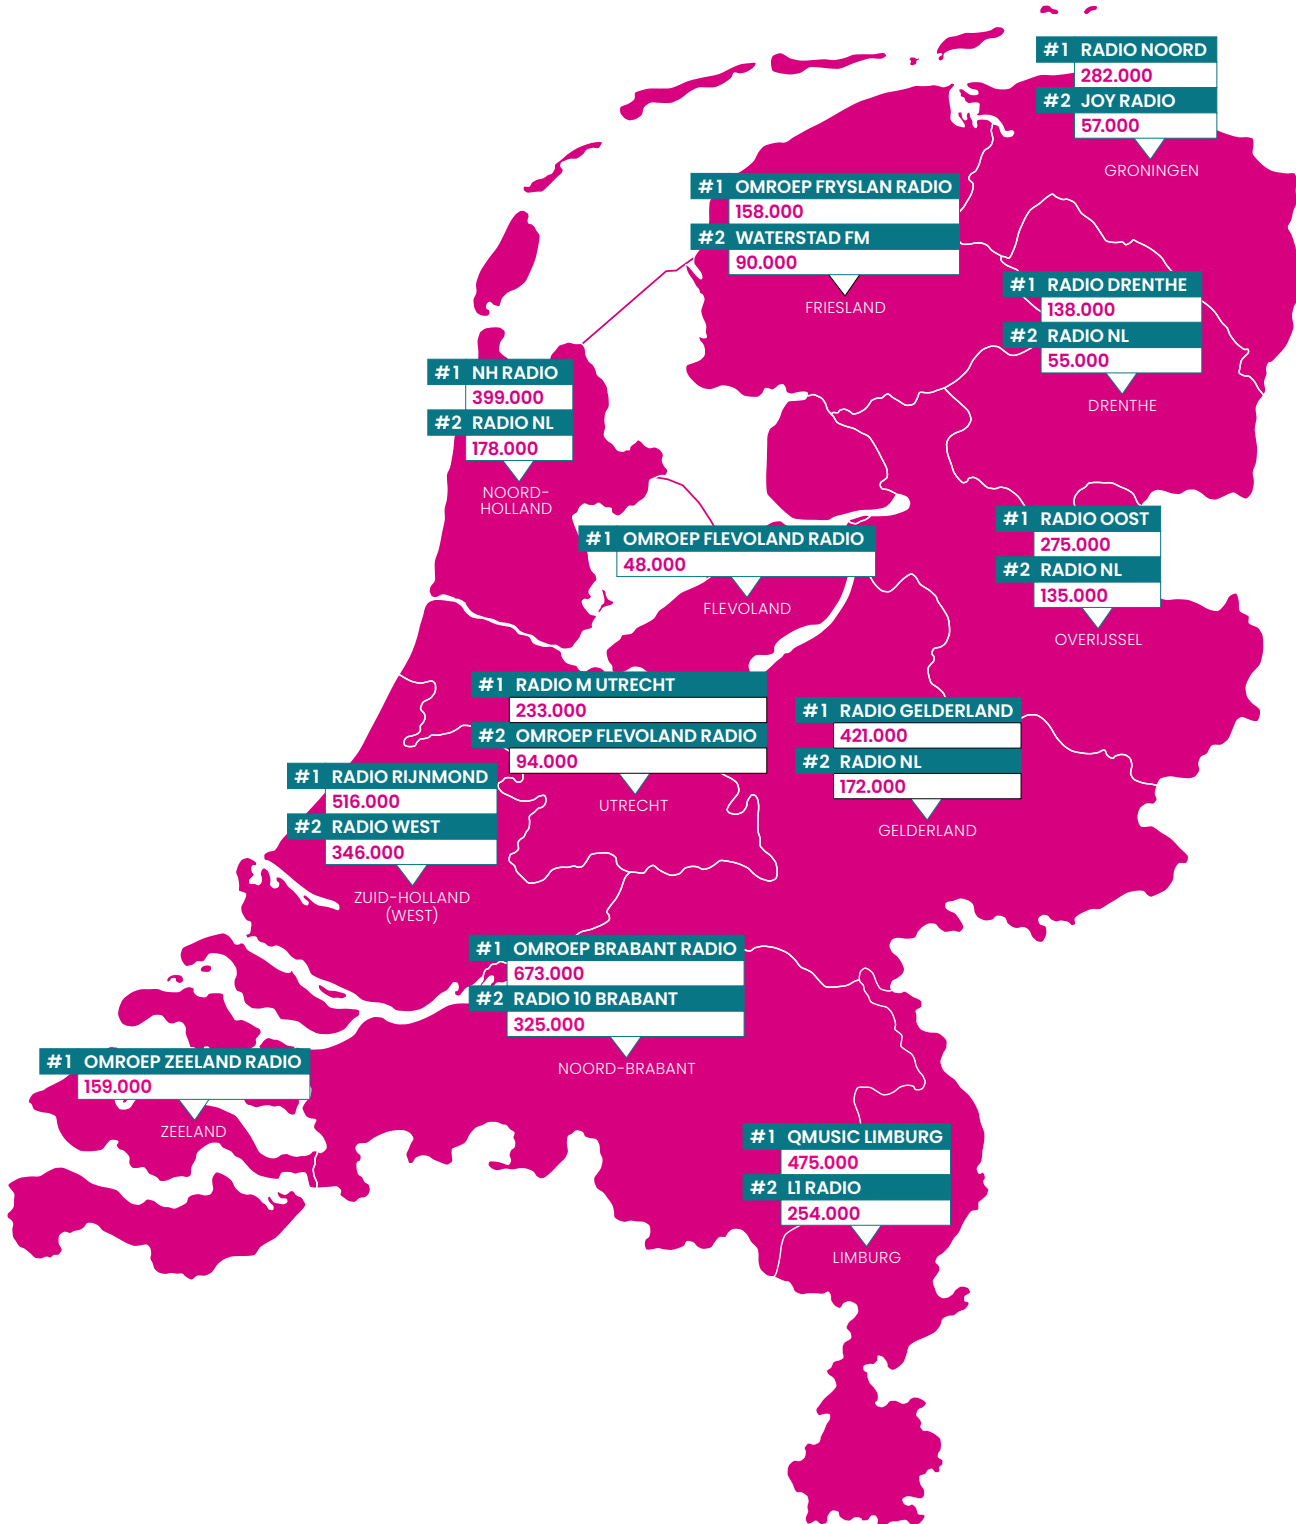 #1 RADIO NOORD
282.000
#2 JOY RADIO
57.000
GRONINGEN
#1 OMROEP FRYSLAN RADIO
158.000
#2 WATERSTAD FM
90.000
FRIESLAND
#1 RADIO DRENTHE
138.000
#2 RADIO NL
55.000
DRENTHE
#1 NH RADIO
399.000
#2 RADIO NL
178.000
NOORD-
HOLLAND
#1 OMROEP FLEVOLAND RADIO
48.000
FLEVOLAND
#1 RADIO OOST
275.000
#2 RADIO NL
135.000
OVERIJSSEL
#1 RADIO M UTRECHT
233.000
#2 OMROEP FLEVOLAND RADIO
94.000
UTRECHT
#1 RADIO GELDERLAND
421.000
#2 RADIO NL
172.000
GELDERLAND
#1 RADIO RIJNMOND
516.000
#2 RADIO WEST
346.000
ZUID-HOLLAND
(WEST)
#1 OMROEP BRABANT RADIO
673.000
#2 RADIO 10 BRABANT
325.000
NOORD-BRABANT
#1 OMROEP ZEELAND RADIO
159.000
ZEELAND
#1 QMUSIC LIMBURG
475.000
#2 L1 RADIO
254.000
LIMBURG